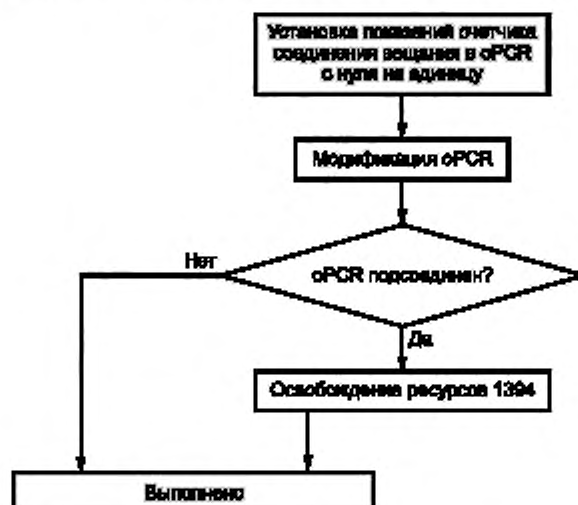 Установка показаний счетчика
соединения вещания в oPCR
с нуля на единицу
Модификация oPCR
oPCR подсоединен?
Нет
Да
Освобождение ресурсов 1394
Выполнено